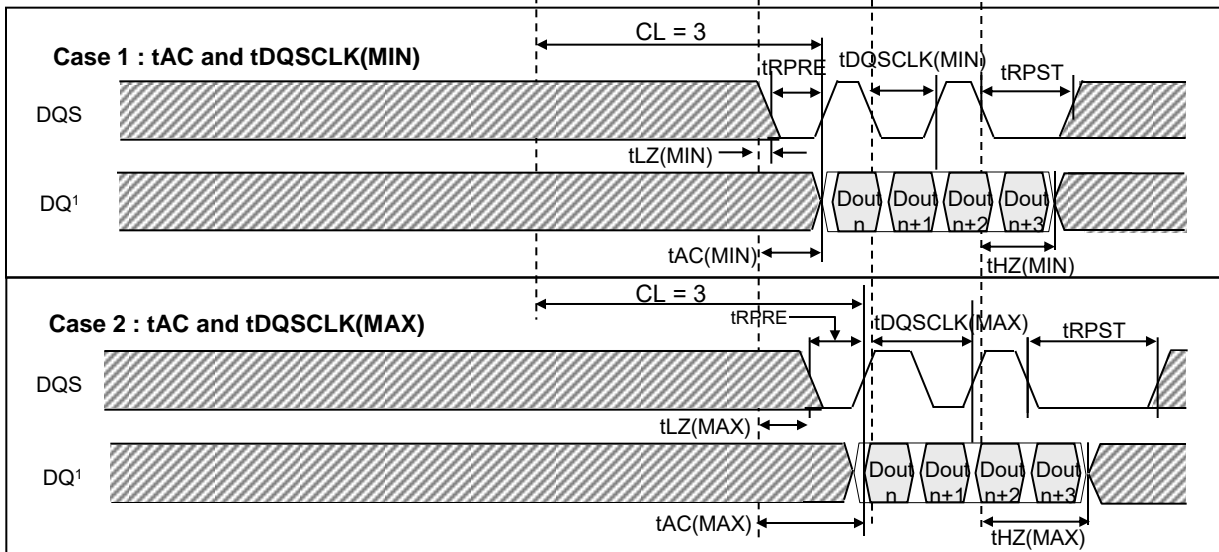 CL = 3
Case 1 : tAC and tDQSCLK(MIN)
tRPRE
tDQSCLK(MIN)
tRPST
DQS
tLZ(MIN)
DQ1
Dout n
Dout n+1
Dout n+2
Dout n+3
tAC(MIN)
tHZ(MIN)
CL = 3
Case 2 : tAC and tDQSCLK(MAX)
tRPRE
tDQSCLK(MAX)
tRPST
DQS
tLZ(MAX)
DQ1
Dout n
Dout n+1
Dout n+2
Dout n+3
tAC(MAX)
tHZ(MAX)